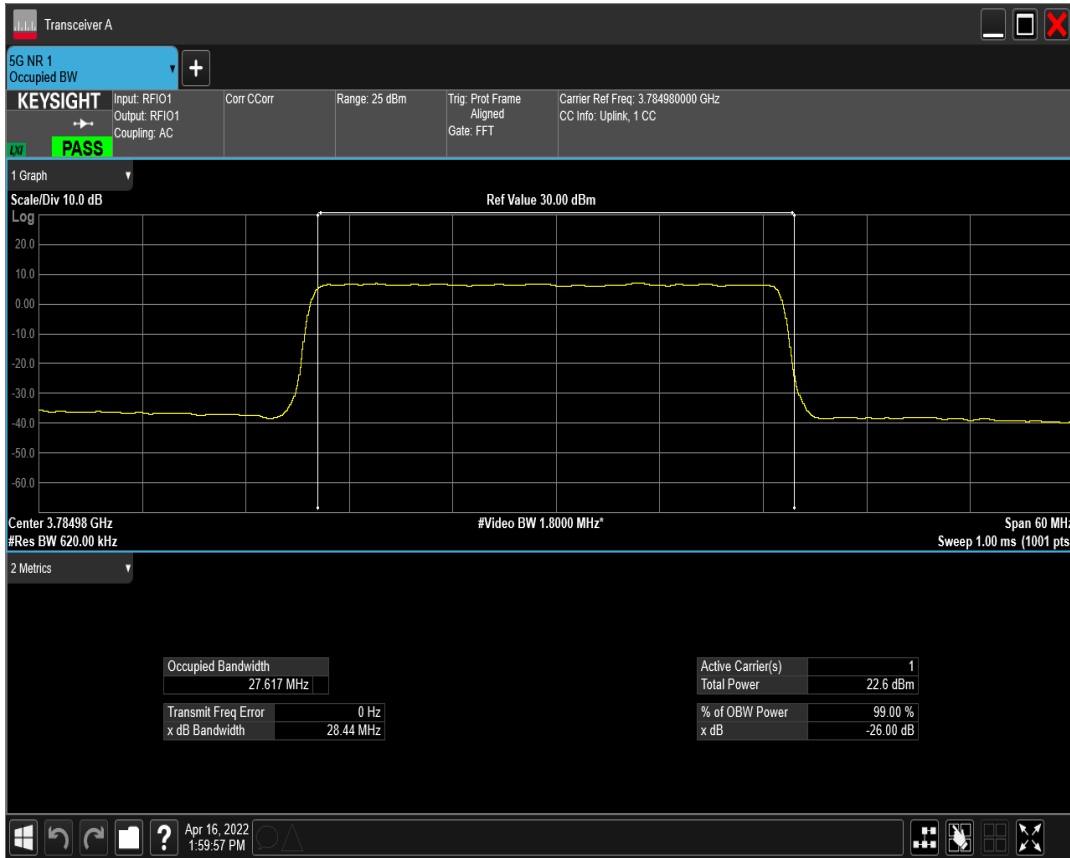 Transceiver A
5G NR 1
Occupied BW
+
KEYSIGHT
Input: RFIO1
Output: RFIO1
Coupling: AC
Corr CCorr
Range: 25 dBm
Trig: Prot Frame
Aligned
Gate: FFT
Carrier Ref Freq: 3.784980000 GHz
CC Info: Uplink, 1 CC
LXI
PASS
1 Graph
Scale/Div 10.0 dB
Ref Value 30.00 dBm
Log
20.0
10.0
0.00
-10.0
-20.0
-30.0
-40.0
-50.0
-60.0
Center 3.78498 GHz
#Video BW 1.8000 MHz*
Span 60 MHz
#Res BW 620.00 kHz
Sweep 1.00 ms (1001 pts
2 Metrics
Occupied Bandwidth
27.617 MHz
Transmit Freq Error 0 Hz
x dB Bandwidth 28.44 MHz
Active Carrier(s) 1
Total Power 22.6 dBm
% of OBW Power 99.00 %
x dB -26.00 dB
?
Apr 16, 2022
1:59:57 PM